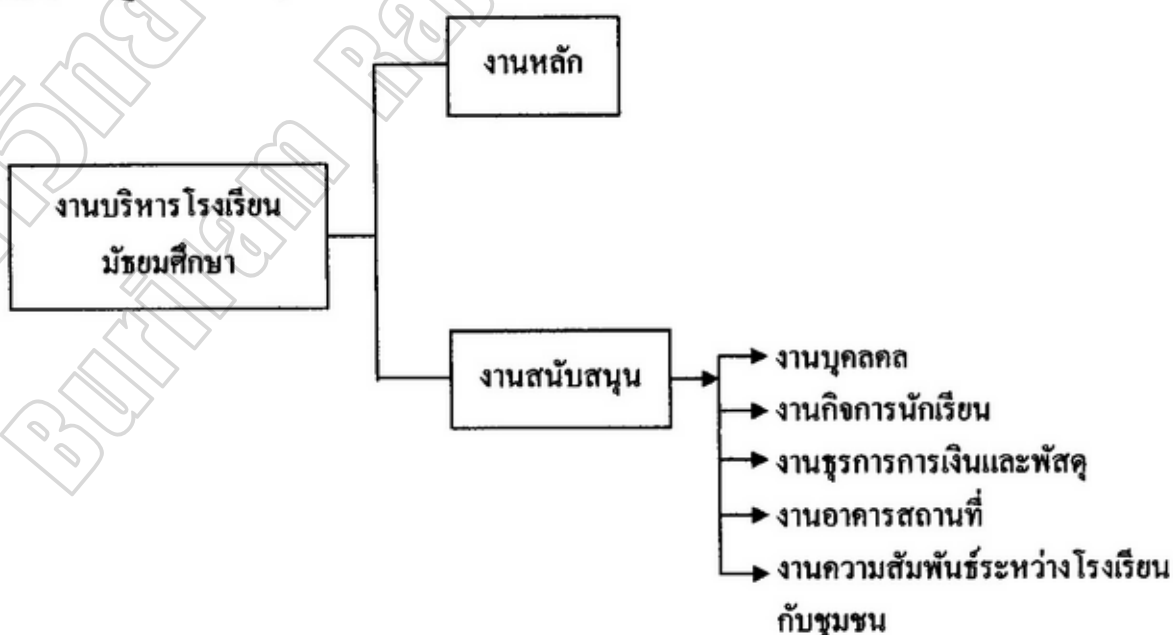 งานหลัก
งานบริหารโรงเรียน
มัธยมศึกษา
งานสนับสนุน
งานบุคลคล
งานกิจการนักเรียน
งานธุรการการเงินและพัสดุ
งานอาคารสถานที่
งานความสัมพันธ์ระหว่างโรงเรียน
กับชุมชน
Buriram Ra